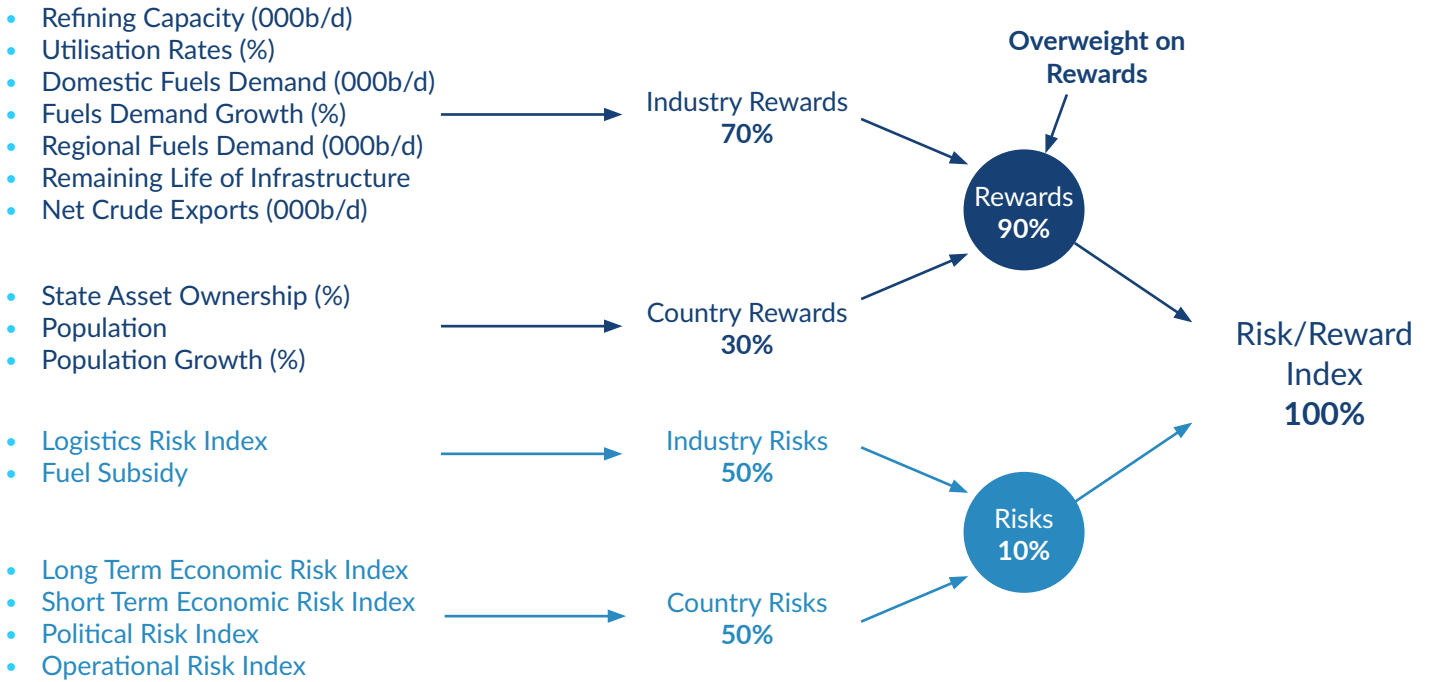 • Refining Capacity (000b/d)
• Utilisation Rates (%)
• Domestic Fuels Demand (000b/d)
• Fuels Demand Growth (%)
• Regional Fuels Demand (000b/d)
• Remaining Life of Infrastructure
• Net Crude Exports (000b/d)
• State Asset Ownership (%)
• Population
• Population Growth (%)
• Logistics Risk Index
• Fuel Subsidy
• Long Term Economic Risk Index
• Short Term Economic Risk Index
• Political Risk Index
• Operational Risk Index
Industry Rewards
70%
Country Rewards
30%
Industry Risks
50%
Country Risks
50%
Overweight on
Rewards
Rewards
90%
Risks
10%
Risk/Reward
Index
100%